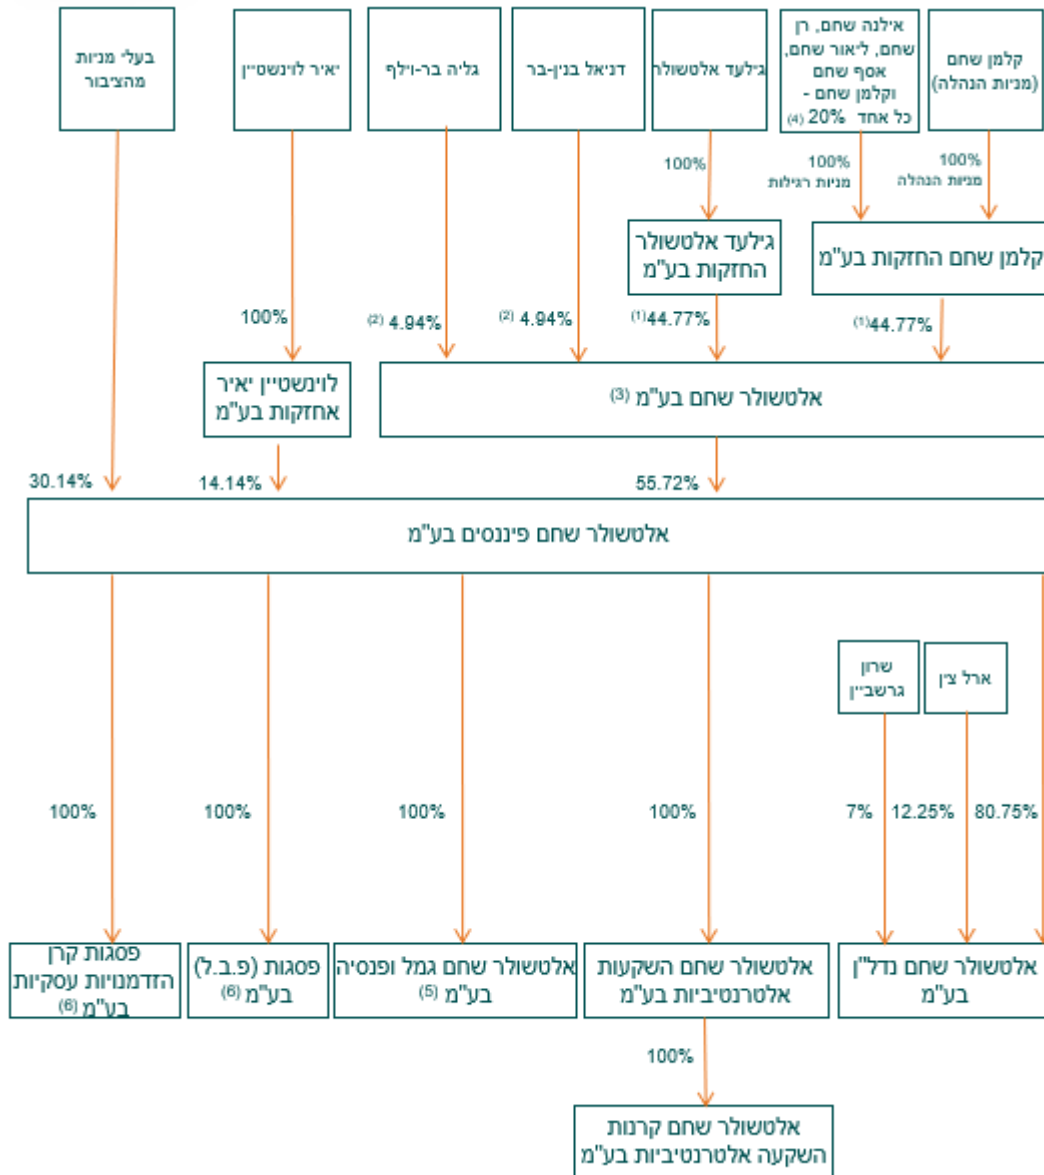 קלמן שחם
(מניות הנהלה)
אילנה שחם, רן
שחם, ליאור שחם,
אסף שחם
וקלמן שחם -
כל אחד 20% (4)
גילעד אלטשולר
דניאל בנין-בר
גליה בר-וילף
יאיר לוינשטיין
בעלי מניות
מהציבור
100%
מניות הנהלה
100%
מניות רגילות
100%
קלמן שחם החזקות בע"מ
גילעד אלטשולר
החזקות בע"מ
(1)44.77%
(1)44.77%
(2) 4.94%
(2) 4.94%
100%
אלטשולר שחם בע"מ (3)
לוינשטיין יאיר
אחזקות בע"מ
55.72%
14.14%
30.14%
אלטשולר שחם פיננסים בע"מ
ארל צין
שרון
גרשביין
80.75%
12.25%
7%
100%
100%
100%
100%
אלטשולר שחם נדל"ן
בע"מ
אלטשולר שחם השקעות
אלטרנטיביות בע"מ
אלטשולר שחם גמל ופנסיה
בע"מ (5)
פסגות (פ.ב.ל)
בע"מ (6)
פסגות קרן
הזדמנויות עסקיות
בע"מ (6)
100%
אלטשולר שחם קרנות
השקעה אלטרנטיביות בע"מ